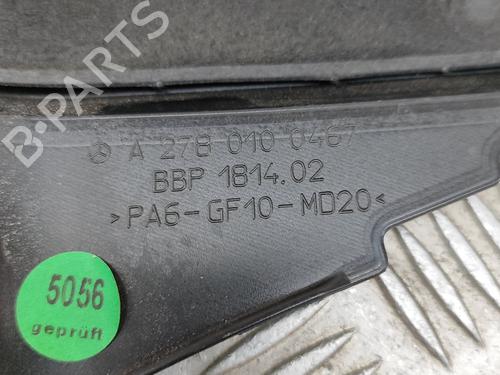 B-PARTS
A 278 010 0467
BBP 1814.02
>PA6-GF10-MD20<
5056
geprüft